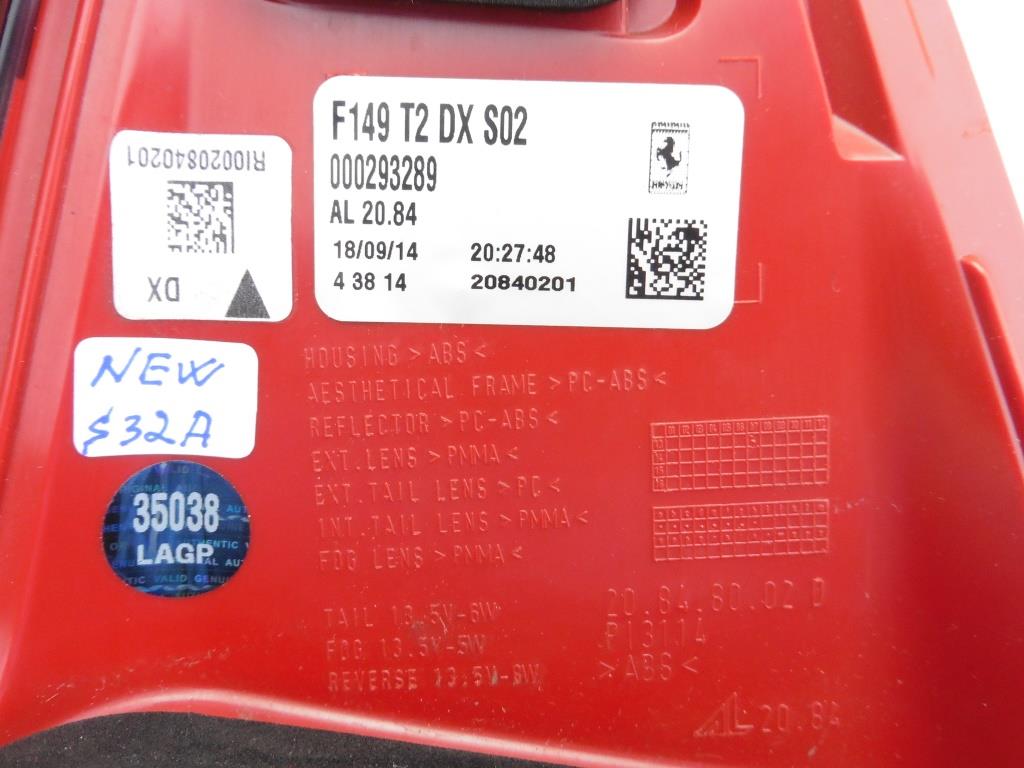 F149 T2 DX S02
000293289
AL 20.84
18/09/14 20:27:48
4 38 14 20840201
RI0020840201
DX
NEW
$32A
35038
LAGP
HOUSING >ABS<
AESTHETICAL FRAME >PC-ABS<
REFLECTOR >PC-ABS<
EXT.LENS >PMMA<
EXT.TAIL LENS >PC<
INT.TAIL LENS >PMMA<
FOG LENS >PMMA<
TAIL 13.5V-6W
FOG 13.5V-5W
REVERSE 13.5V-9W
20.84.80.02 D
P13114
>ABS<
AL 20.84